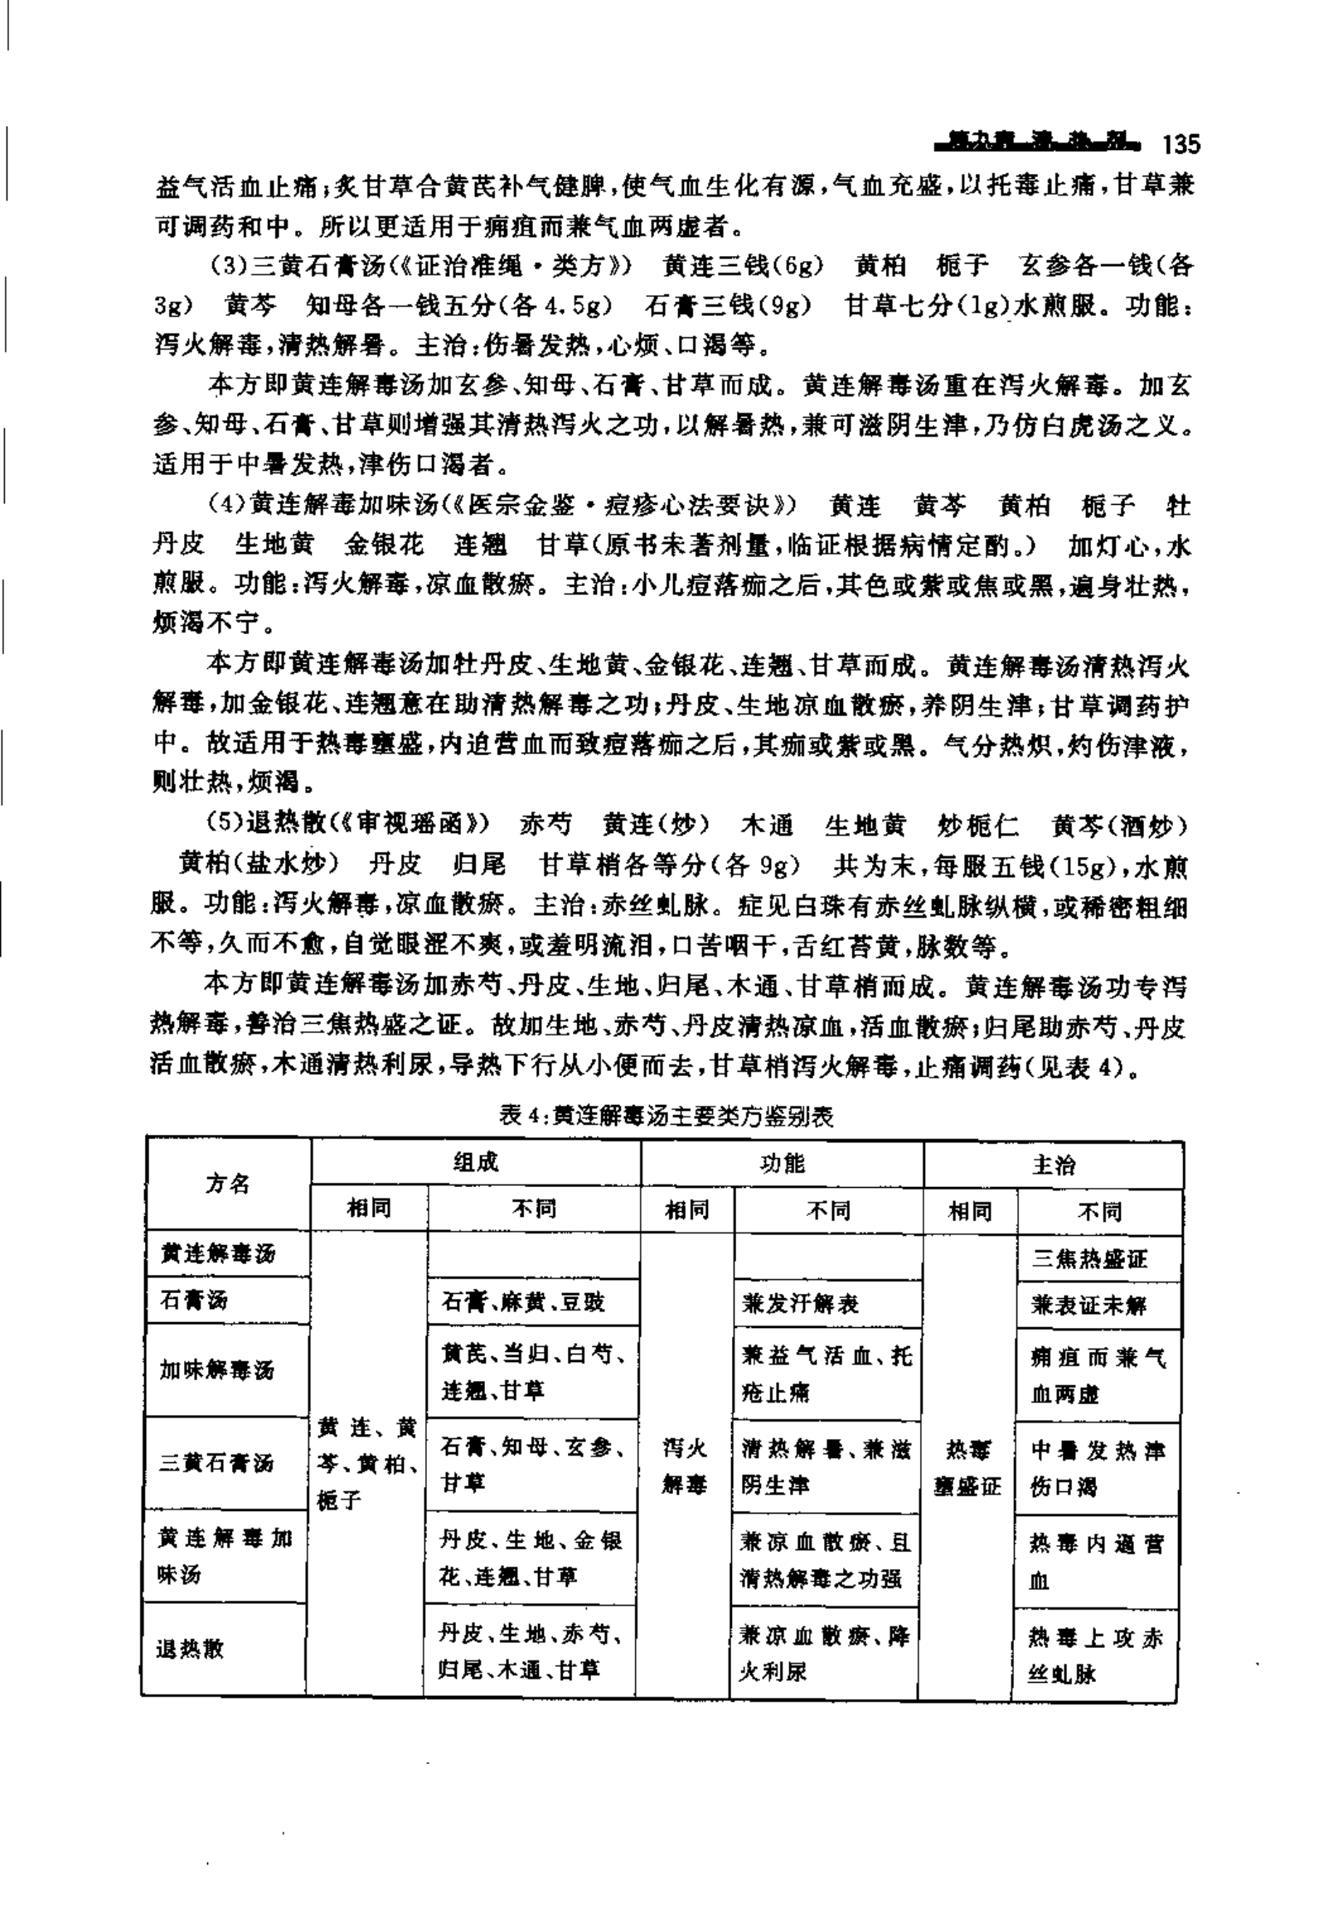 第九章 清热剂 135
益气活血止痛;炙甘草合黄芪补气健脾,使气血生化有源,气血充盛,以托毒止痛,甘草兼
可调药和中。所以更适用于痈疽而兼气血两虚者。
(3)三黄石膏汤(《证治准绳·类方》) 黄连三钱(6g) 黄柏 栀子 玄参各一钱(各
3g) 黄芩 知母各一钱五分(各 4.5g) 石膏三钱(9g) 甘草七分(1g)水煎服。功能:
泻火解毒,清热解暑。主治:伤暑发热,心烦、口渴等。
本方即黄连解毒汤加玄参、知母、石膏、甘草而成。黄连解毒汤重在泻火解毒。加玄
参、知母、石膏、甘草则增强其清热泻火之功,以解暑热,兼可滋阴生津,乃仿白虎汤之义。
适用于中暑发热,津伤口渴者。
(4)黄连解毒加味汤(《医宗金鉴·痘疹心法要诀》) 黄连 黄芩 黄柏 栀子 牡
丹皮 生地黄 金银花 连翘 甘草(原书未著剂量,临证根据病情定酌。) 加灯心,水
煎服。功能:泻火解毒,凉血散瘀。主治:小儿痘落痂之后,其色或紫或焦或黑,遍身壮热,
烦渴不宁。
本方即黄连解毒汤加牡丹皮、生地黄、金银花、连翘、甘草而成。黄连解毒汤清热泻火
解毒,加金银花、连翘意在助清热解毒之功;丹皮、生地凉血散瘀,养阴生津;甘草调药护
中。故适用于热毒壅盛,内迫营血而致痘落痂之后,其痂或紫或黑。气分热炽,灼伤津液,
则壮热,烦渴。
(5)退热散(《审视瑶函》) 赤芍 黄连(炒) 木通 生地黄 炒栀仁 黄芩(酒炒)
黄柏(盐水炒) 丹皮 归尾 甘草梢各等分(各 9g) 共为末,每服五钱(15g),水煎
服。功能:泻火解毒,凉血散瘀。主治:赤丝虬脉。症见白珠有赤丝虬脉纵横,或稀密粗细
不等,久而不愈,自觉眼涩不爽,或羞明流泪,口苦咽干,舌红苔黄,脉数等。
本方即黄连解毒汤加赤芍、丹皮、生地、归尾、木通、甘草梢而成。黄连解毒汤功专泻
热解毒,善治三焦热盛之证。故加生地、赤芍、丹皮清热凉血,活血散瘀;归尾助赤芍、丹皮
活血散瘀,木通清热利尿,导热下行从小便而去,甘草梢泻火解毒,止痛调药(见表 4)。
表 4:黄连解毒汤主要类方鉴别表
方名 组成 功能 主治
相同 不同 相同 不同 相同 不同
黄连解毒汤 三焦热盛证
石膏汤 石膏、麻黄、豆豉 兼发汗解表 兼表证未解
加味解毒汤 黄芪、当归、白芍、 兼益气活血、托 痈疽而兼气
连翘、甘草 疮止痛 血两虚
黄连、黄
三黄石膏汤 芩、黄柏、 石膏、知母、玄参、 泻火 清热解暑、兼滋 热毒 中暑发热津
栀子 甘草 解毒 阴生津 壅盛证 伤口渴
黄连解毒加 丹皮、生地、金银 兼凉血散瘀、且 热毒内逼营
味汤 花、连翘、甘草 清热解毒之功强 血
退热散 丹皮、生地、赤芍、 兼凉血散瘀、降 热毒上攻赤
归尾、木通、甘草 火利尿 丝虬脉